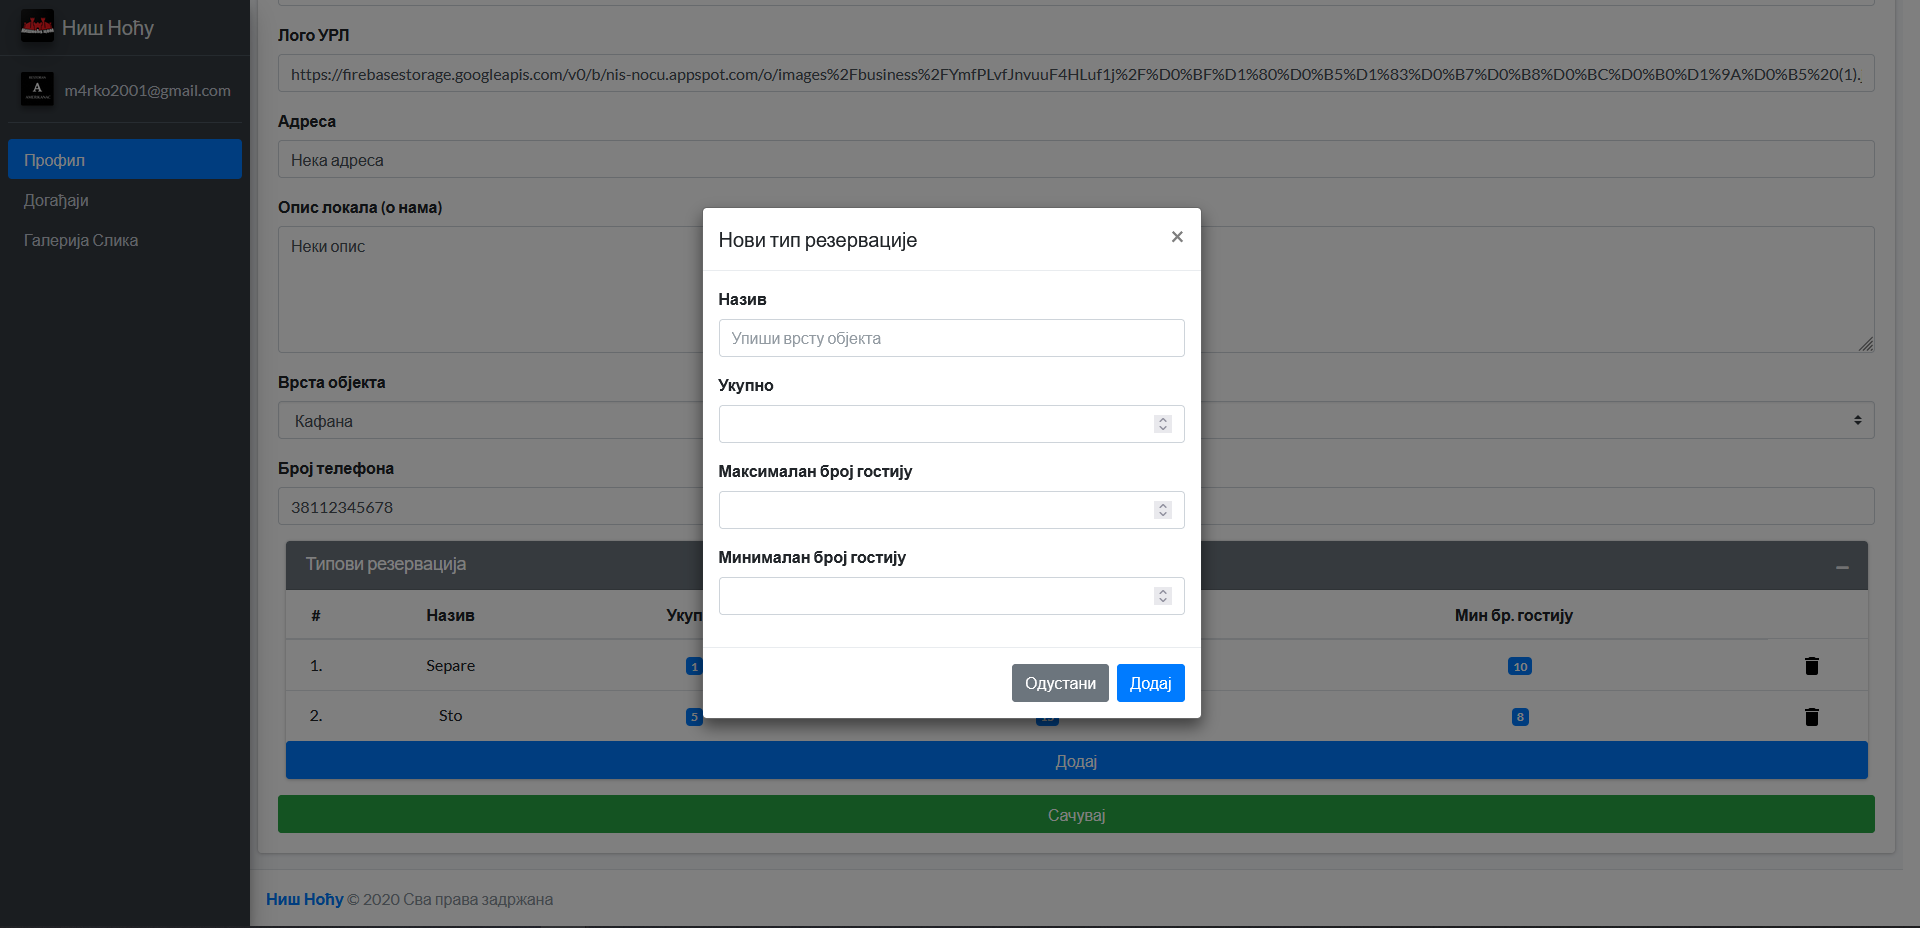 Ниш Ноћу
m4rko2001@gmail.com
Профил
Догађаји
Галерија Слика
Лого УРЛ
https://firebasestorage.googleapis.com/v0/b/nis-nocu.appspot.com/o/images%2Fbusiness%2FYmfPLvfJnvuuF4HLuf1j%2F%D0%BF%D1%80%D0%B5%D1%83%D0%B7%D0%B8%D0%BC%D0%B0%D1%9A%D0%B5%20(1).
Адреса
Нека адреса
Опис локала (о нама)
Неки опис
Врста објекта
Кафана
Број телефона
38112345678
Типови резервација
# Назив Укуп Мин бр. гостију
1. Separe 1 10
2. Sto 5 8
Додај
Сачувај
Ниш Ноћу © 2020 Сва права задржана
Нови тип резервације ×
Назив
Упиши врсту објекта
Укупно
Максималан број гостију
Минималан број гостију
Одустани Додај